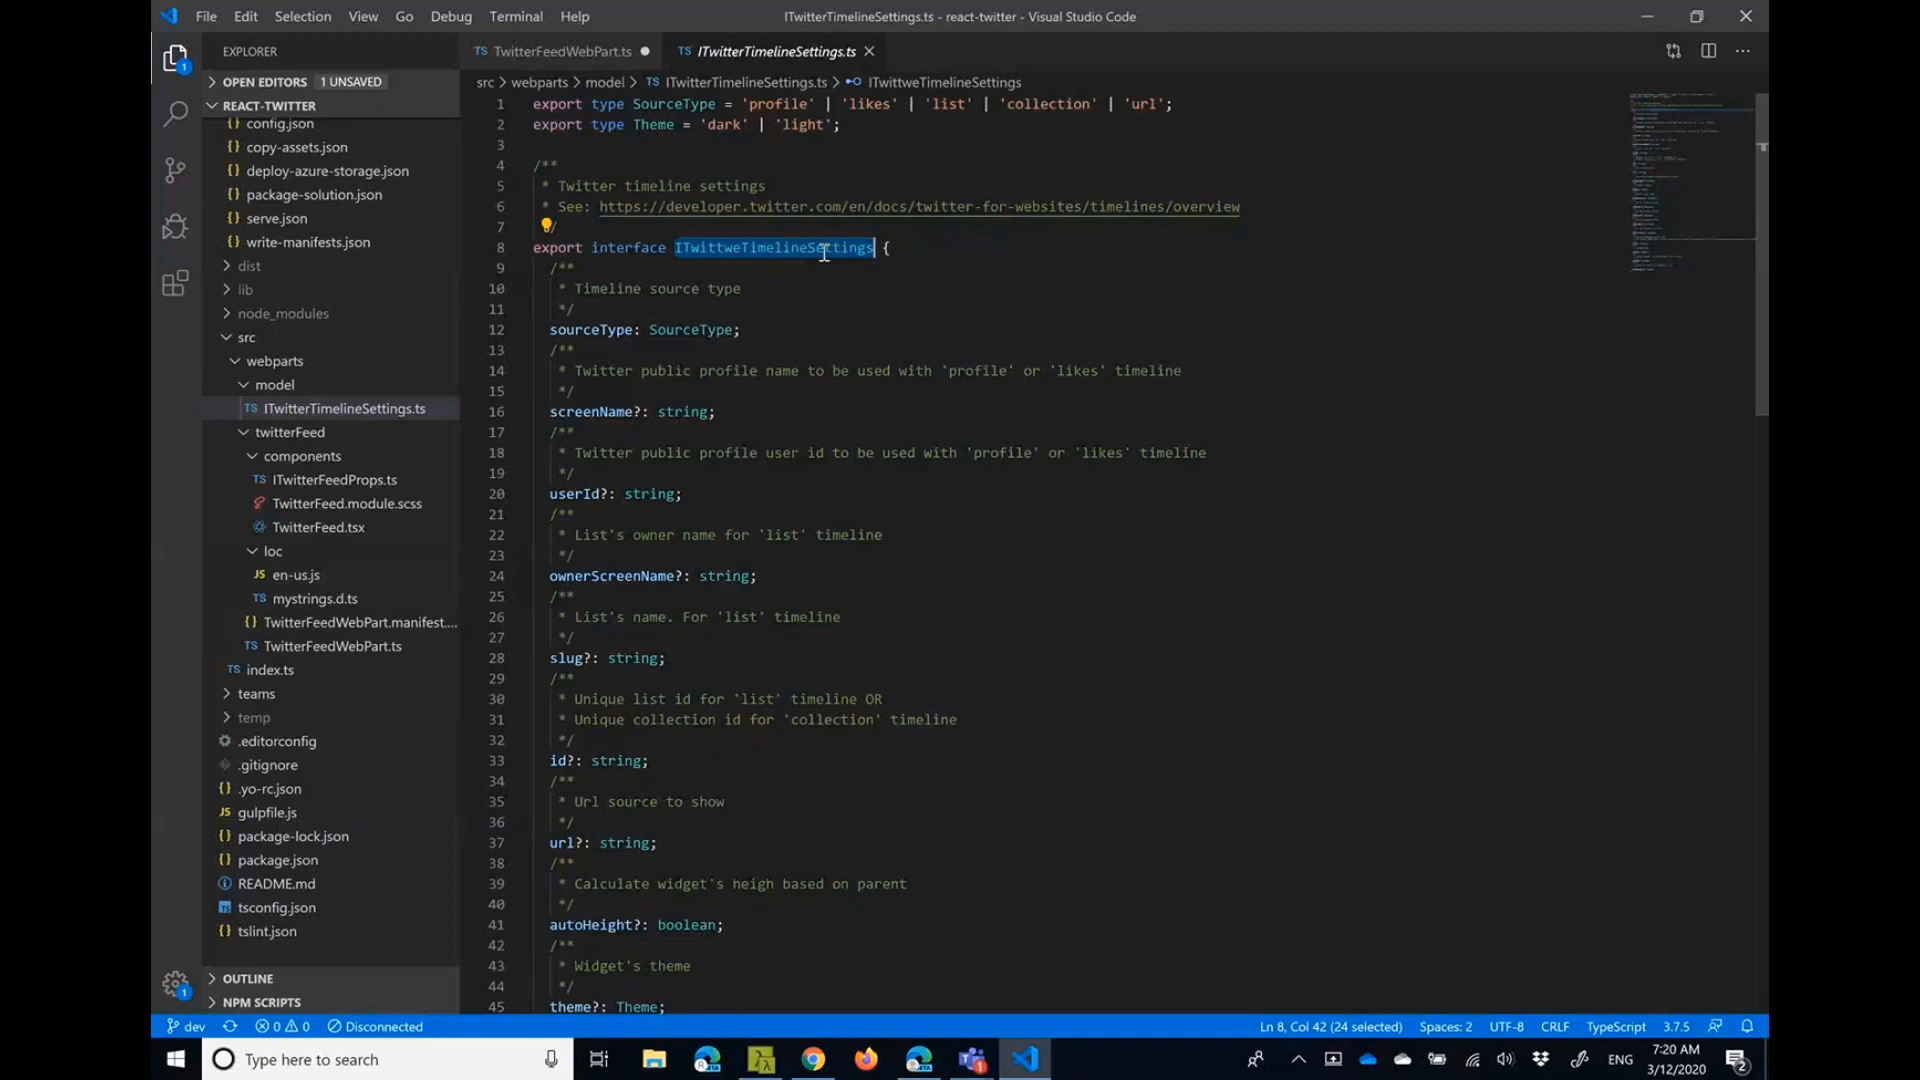 File Edit Selection View Go Debug Terminal Help
ITwitterTimelineSettings.ts - react-twitter - Visual Studio Code
EXPLORER
OPEN EDITORS 1 UNSAVED
REACT-TWITTER
config.json
copy-assets.json
deploy-azure-storage.json
package-solution.json
serve.json
write-manifests.json
dist
lib
node_modules
src
webparts
model
TS ITwitterTimelineSettings.ts
twitterFeed
components
TS ITwitterFeedProps.ts
TwitterFeed.module.scss
TwitterFeed.tsx
loc
JS en-us.js
TS mystrings.d.ts
{} TwitterFeedWebPart.manifest....
TS TwitterFeedWebPart.ts
TS index.ts
teams
temp
.editorconfig
.gitignore
{} .yo-rc.json
JS gulpfile.js
{} package-lock.json
{} package.json
README.md
tsconfig.json
{} tslint.json
OUTLINE
NPM SCRIPTS
TS TwitterFeedWebPart.ts ● TS ITwitterTimelineSettings.ts ×
src > webparts > model > TS ITwitterTimelineSettings.ts > ITwittweTimelineSettings
1 export type SourceType = 'profile' | 'likes' | 'list' | 'collection' | 'url';
2 export type Theme = 'dark' | 'light';
3
4 /**
5 * Twitter timeline settings
6 * See: https://developer.twitter.com/en/docs/twitter-for-websites/timelines/overview
7 /
8 export interface ITwittweTimelineSettings {
9 /**
10 * Timeline source type
11 */
12 sourceType: SourceType;
13 /**
14 * Twitter public profile name to be used with 'profile' or 'likes' timeline
15 */
16 screenName?: string;
17 /**
18 * Twitter public profile user id to be used with 'profile' or 'likes' timeline
19 */
20 userId?: string;
21 /**
22 * List's owner name for 'list' timeline
23 */
24 ownerScreenName?: string;
25 /**
26 * List's name. For 'list' timeline
27 */
28 slug?: string;
29 /**
30 * Unique list id for 'list' timeline OR
31 * Unique collection id for 'collection' timeline
32 */
33 id?: string;
34 /**
35 * Url source to show
36 */
37 url?: string;
38 /**
39 * Calculate widget's heigh based on parent
40 */
41 autoHeight?: boolean;
42 /**
43 * Widget's theme
44 */
45 theme?: Theme;
dev 0 0 Disconnected
Ln 8, Col 42 (24 selected) Spaces: 2 UTF-8 CRLF TypeScript 3.7.5
Type here to search
ENG
7:20 AM
3/12/2020